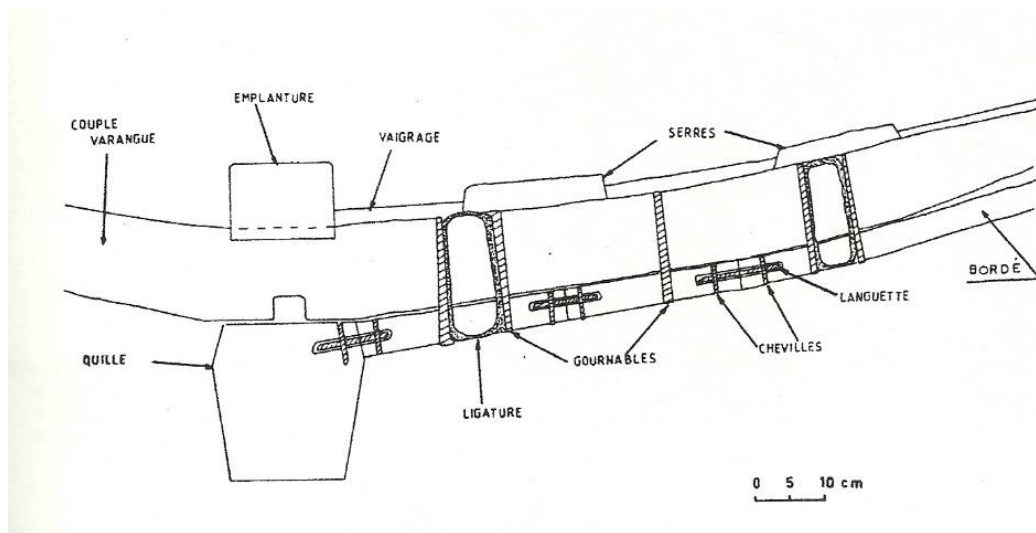 EMPLANTURE
COUPLE
VARANGUE
VAIGRAGE
SERRES
BORDÉ
LANGUETTE
QUILLE
GOURNABLES
CHEVILLES
LIGATURE
0 5 10 cm